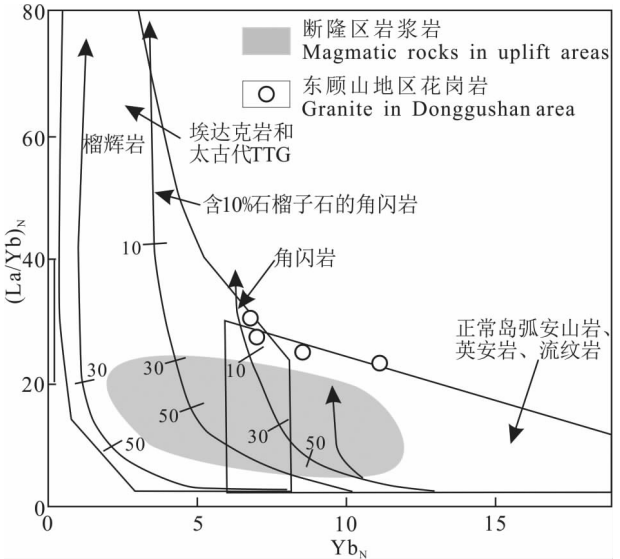 80
断隆区岩浆岩
Magmatic rocks in uplift areas
东顾山地区花岗岩
Granite in Donggushan area
榴辉岩
埃达克岩和
太古代TTG
60
含10%石榴子石的角闪岩
10
角闪岩
40
(La/Yb)N
正常岛弧安山岩、
英安岩、流纹岩
30
30
10
20
50
30
50
50
0
0
5
10
15
YbN